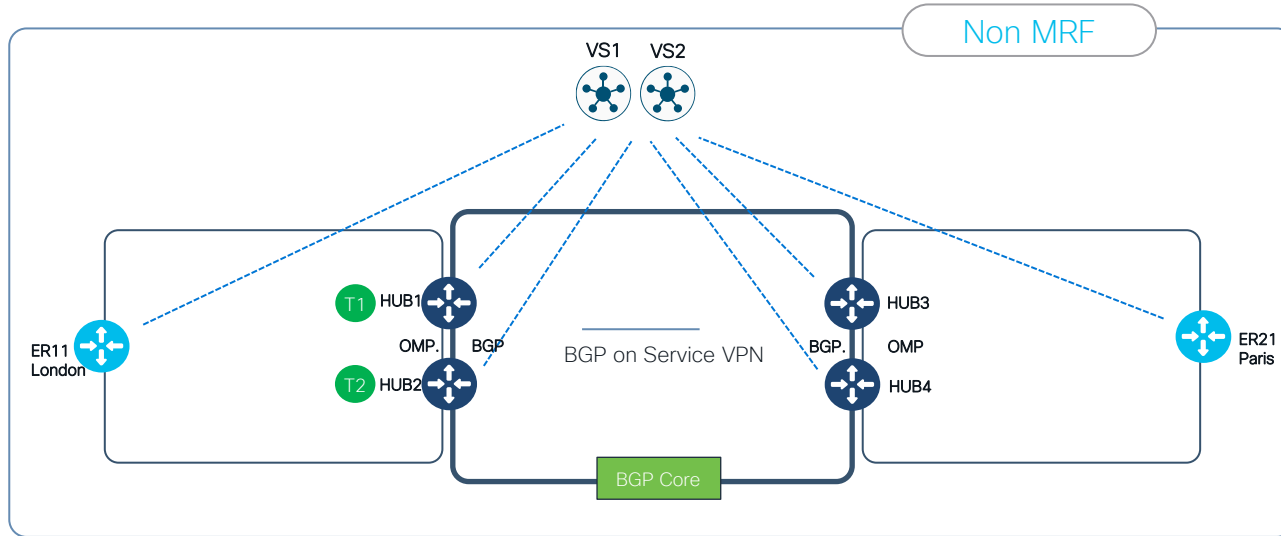 Non MRF
VS1
VS2
T1
HUB1
HUB3
ER11
London
OMP.
BGP
BGP on Service VPN
BGP.
OMP
ER21
Paris
T2
HUB2
HUB4
BGP Core